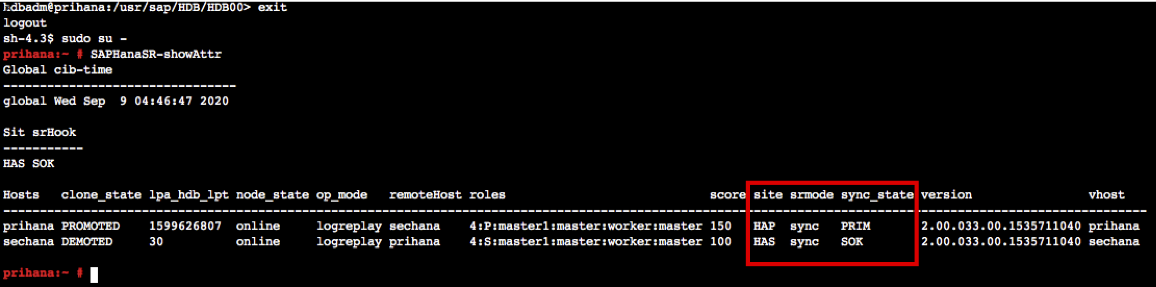 hdbadm@prihana:/usr/sap/HDB/HDB00> exit
logout
sh-4.3$ sudo su -
prihana:~ # SAPHanaSR-showAttr
Global cib-time
--------------------------------
global Wed Sep  9 04:46:47 2020
Sit srHook
-----------
HAS SOK
Hosts   clone_state lpa_hdb_lpt node_state op_mode   remoteHost roles                            score site srmode sync_state version                vhost
--------------------------------------------------------------------------------------------------------------------------------------------------------------
prihana PROMOTED    1599626807  online     logreplay sechana    4:P:master1:master:worker:master 150   HAP  sync   PRIM       2.00.033.00.1535711040 prihana
sechana DEMOTED     30          online     logreplay prihana    4:S:master1:master:worker:master 100   HAS  sync   SOK        2.00.033.00.1535711040 sechana
prihana:~ #